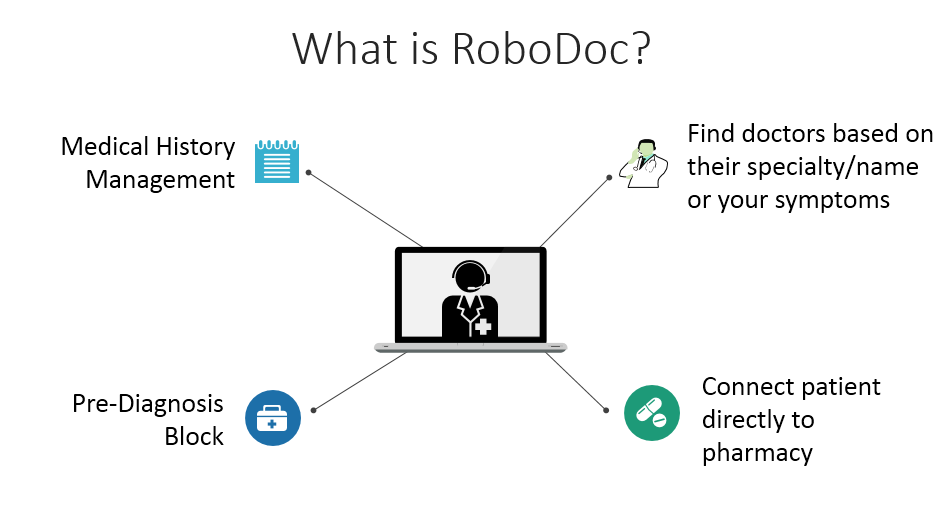 What is RoboDoc?
Medical History
Management
Find doctors based on
their specialty/name
or your symptoms
Pre-Diagnosis
Block
Connect patient
directly to
pharmacy